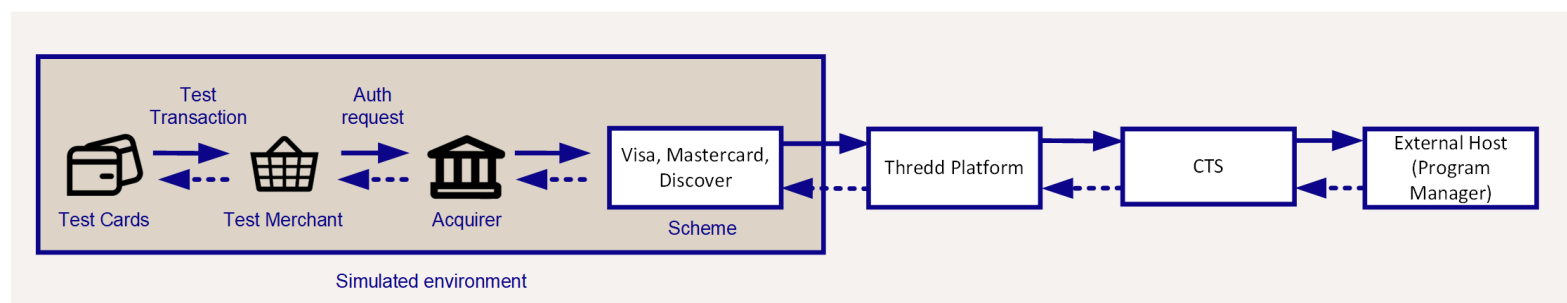 Test
Transaction
Auth
request
Test Cards
Test Merchant
Acquirer
Visa, Mastercard,
Discover
Scheme
Thredd Platform
CTS
External Host
(Program
Manager)
Simulated environment